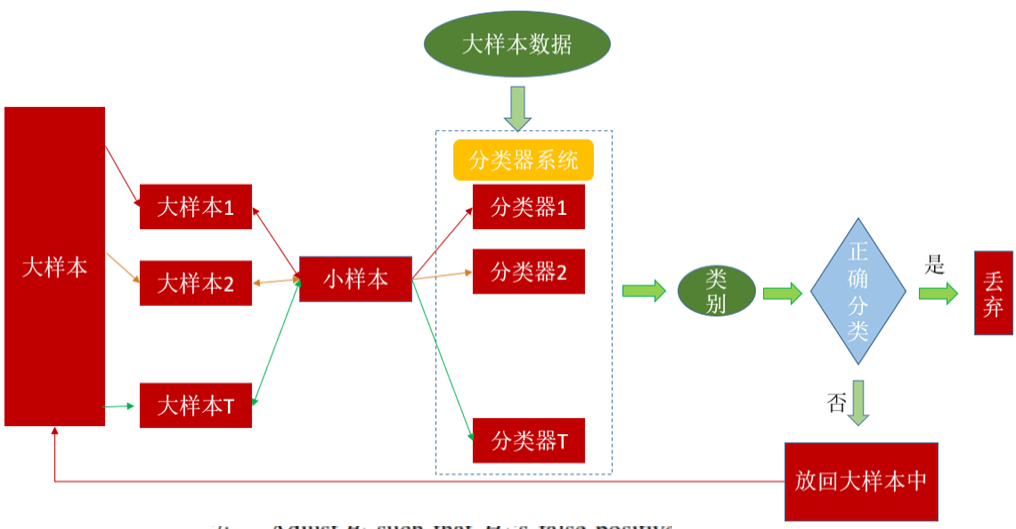 大样本数据
分类器系统
大样本
大样本1
大样本2
大样本T
小样本
分类器1
分类器2
分类器T
类
别
正
确
分
类
是
丢
弃
否
放回大样本中